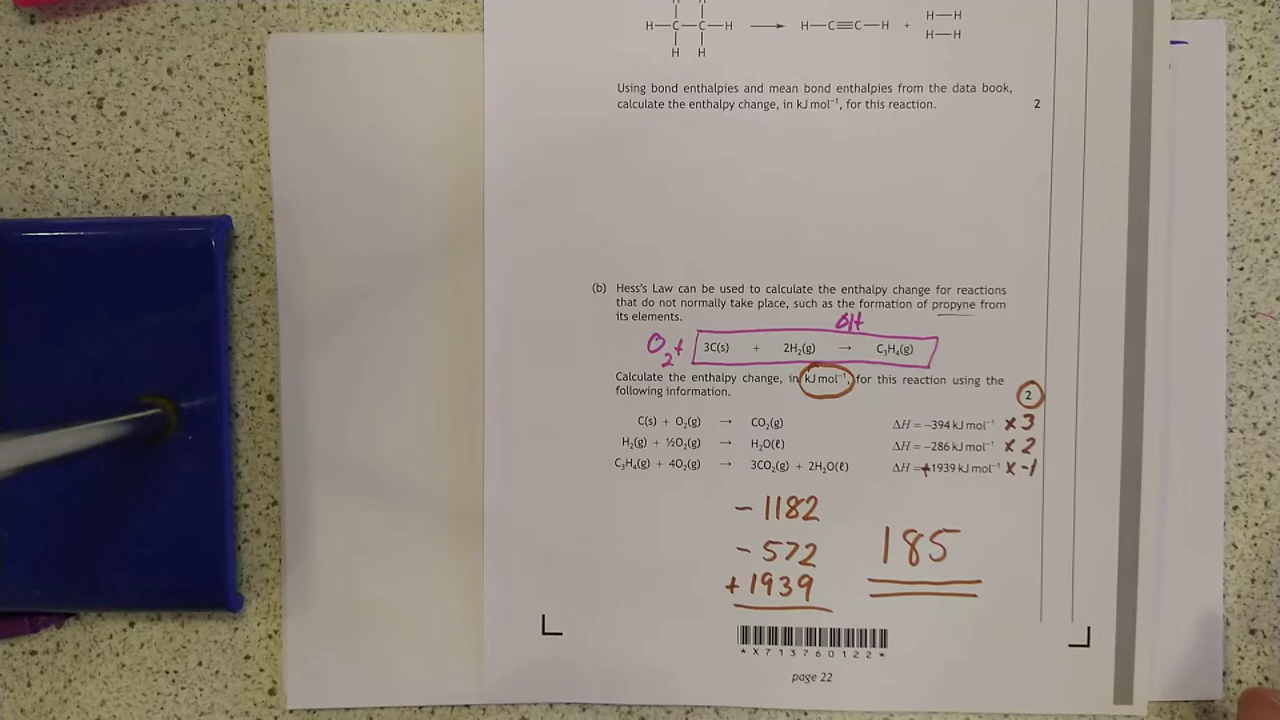 H H
H—C—C—H → H—C≡C—H + H—H
H H H—H
Using bond enthalpies and mean bond enthalpies from the data book,
calculate the enthalpy change, in kJ mol⁻¹, for this reaction. 2
(b) Hess's Law can be used to calculate the enthalpy change for reactions
that do not normally take place, such as the formation of propyne from
its elements.
ΔH
O₂+ 3C(s) + 2H₂(g) → C₃H₄(g)
Calculate the enthalpy change, in kJ mol⁻¹, for this reaction using the
following information. 2
C(s) + O₂(g) → CO₂(g) ΔH = −394 kJ mol⁻¹ ×3
H₂(g) + ½O₂(g) → H₂O(ℓ) ΔH = −286 kJ mol⁻¹ ×2
C₃H₄(g) + 4O₂(g) → 3CO₂(g) + 2H₂O(ℓ) ΔH = +1939 kJ mol⁻¹ ×-1
- 1182
- 572 185
+ 1939
*X713760122*
page 22